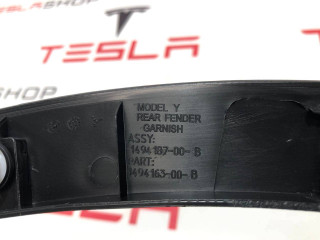 TESLA
MODEL Y
REAR FENDER
GARNISH
ASSY:
1494187-00-B
PART:
1494163-00-B